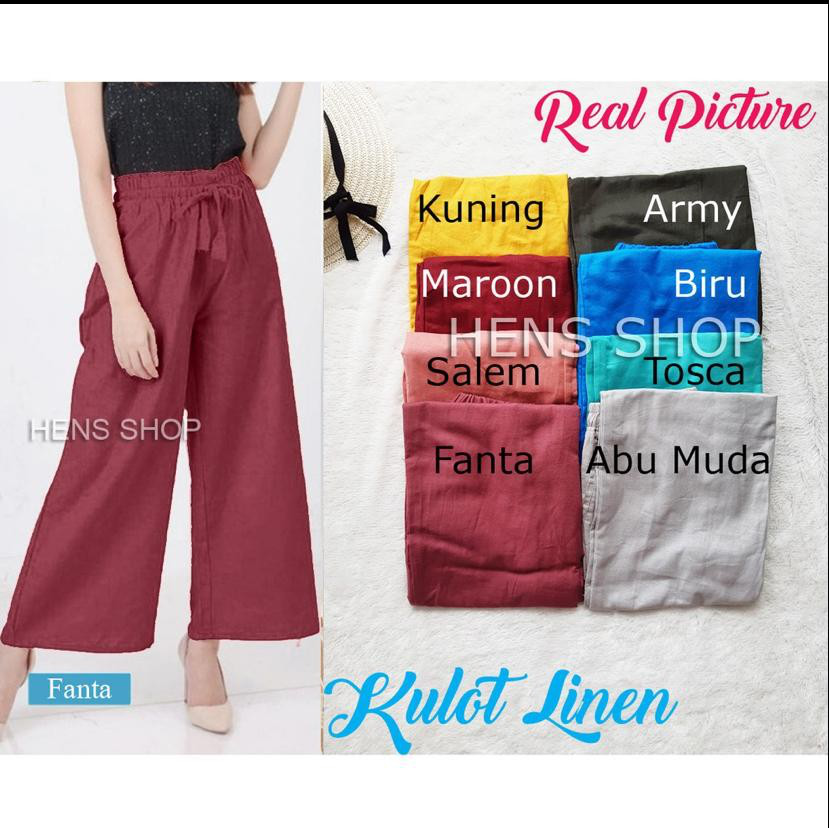 Real Picture
Kuning
Army
Maroon
Biru
HENS SHOP
Salem
Tosca
Fanta
Abu Muda
HENS SHOP
Fanta
Kulot Linen